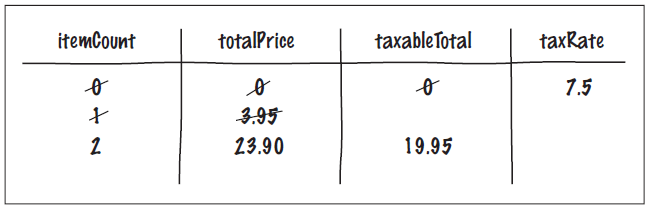 itemCount totalPrice taxableTotal taxRate
0 0 0 7.5
1 3.95
2 23.90 19.95